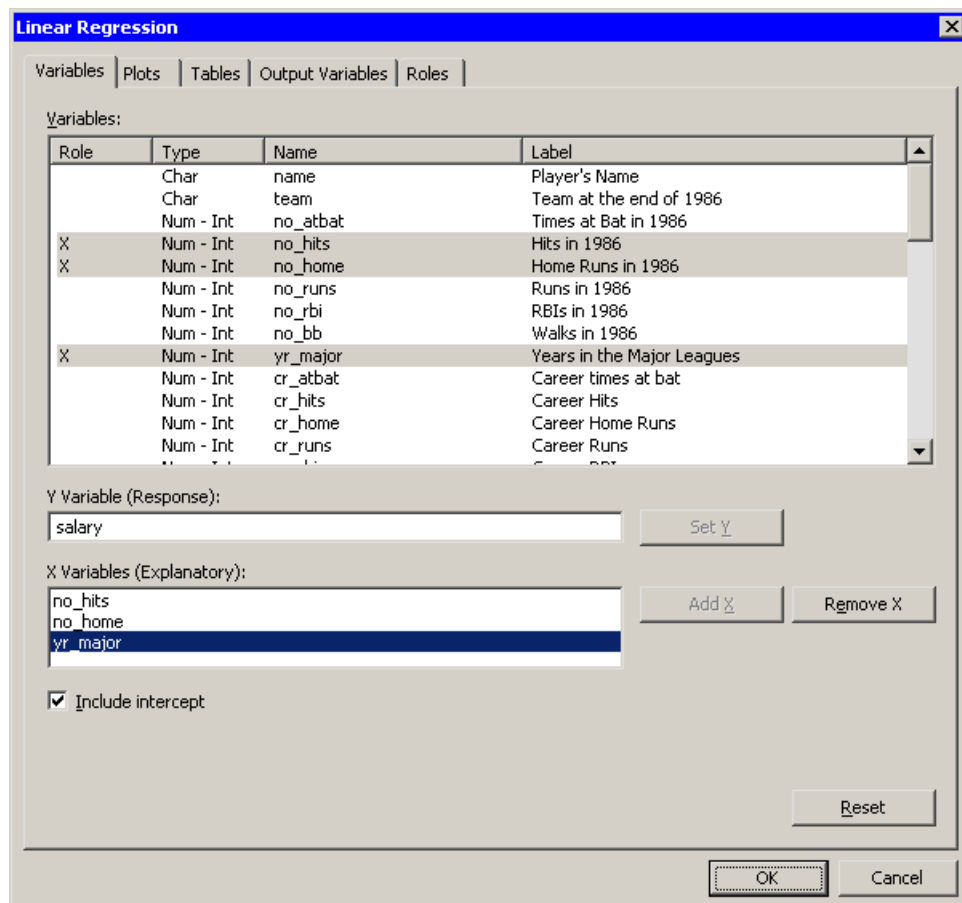 Linear Regression
Variables Plots Tables Output Variables Roles
Variables:
Role Type Name Label
Char name Player's Name
Char team Team at the end of 1986
Num - Int no_atbat Times at Bat in 1986
X Num - Int no_hits Hits in 1986
X Num - Int no_home Home Runs in 1986
Num - Int no_runs Runs in 1986
Num - Int no_rbi RBIs in 1986
Num - Int no_bb Walks in 1986
X Num - Int yr_major Years in the Major Leagues
Num - Int cr_atbat Career times at bat
Num - Int cr_hits Career Hits
Num - Int cr_home Career Home Runs
Num - Int cr_runs Career Runs
Y Variable (Response):
salary Set Y
X Variables (Explanatory):
no_hits Add X Remove X
no_home
yr_major
Include intercept
Reset
OK Cancel